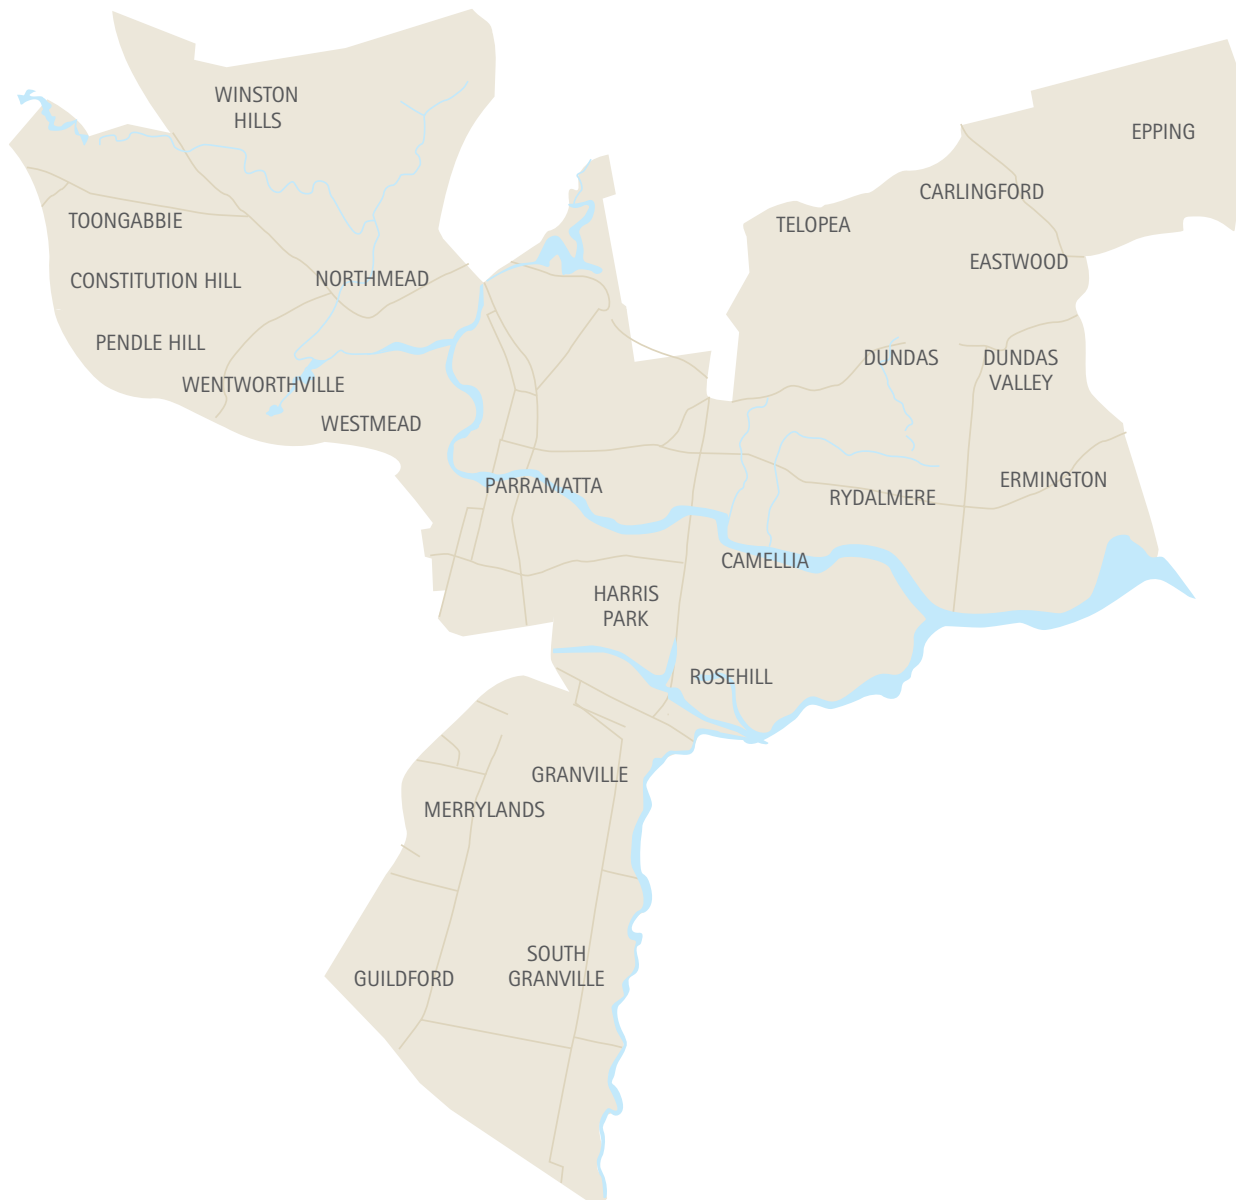 WINSTON
HILLS
EPPING
CARLINGFORD
TOONGABBIE
TELOPEA
EASTWOOD
CONSTITUTION HILL
NORTHMEAD
PENDLE HILL
DUNDAS
DUNDAS
VALLEY
WENTWORTHVILLE
WESTMEAD
PARRAMATTA
ERMINGTON
RYDALMERE
CAMELLIA
HARRIS
PARK
ROSEHILL
GRANVILLE
MERRYLANDS
SOUTH
GRANVILLE
GUILDFORD